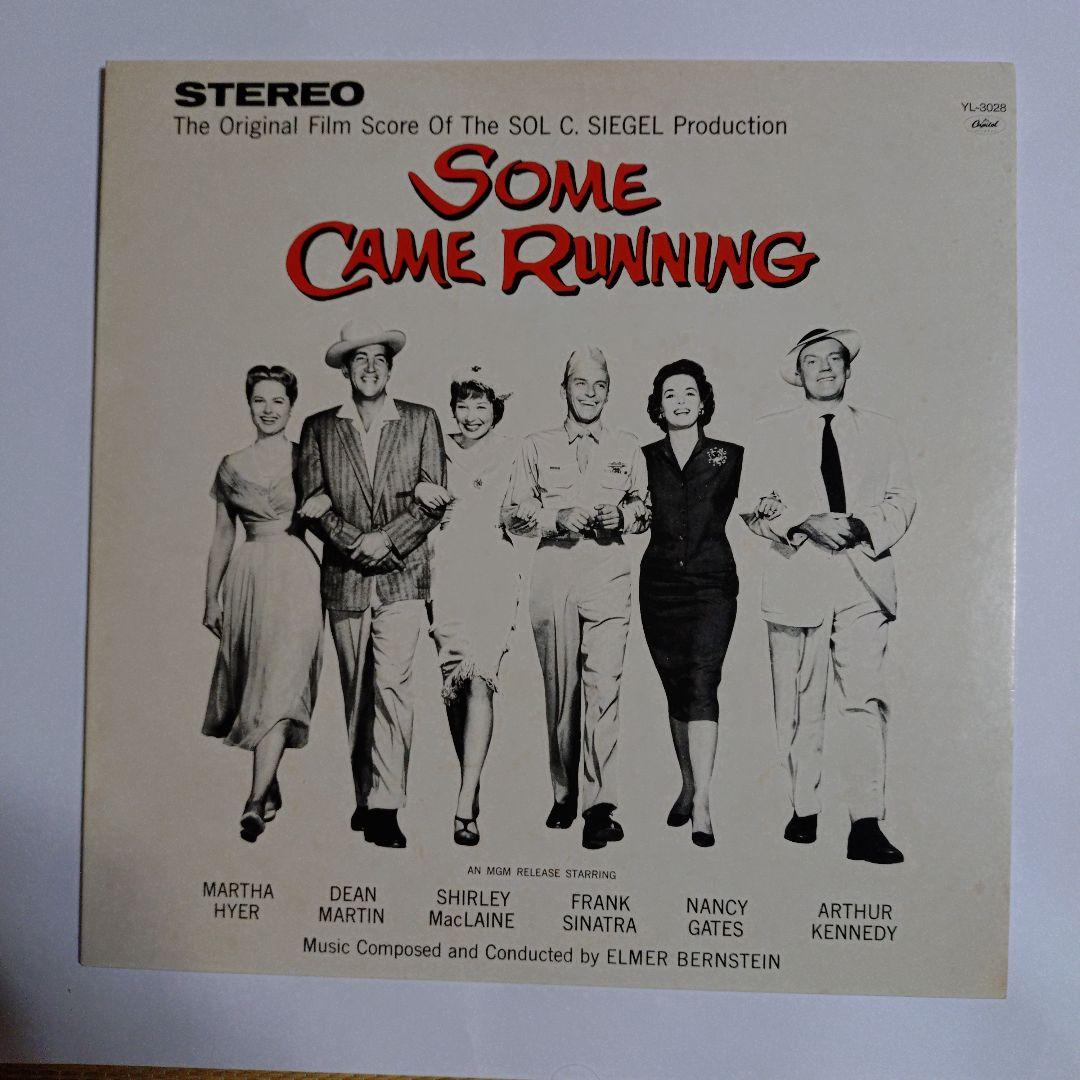 STEREO
The Original Film Score Of The SOL C. SIEGEL Production
YL-3028
Capitol
SOME
CAME RUNNING
AN MGM RELEASE STARRING
MARTHA
HYER
DEAN
MARTIN
SHIRLEY
MacLAINE
FRANK
SINATRA
NANCY
GATES
ARTHUR
KENNEDY
Music Composed and Conducted by ELMER BERNSTEIN